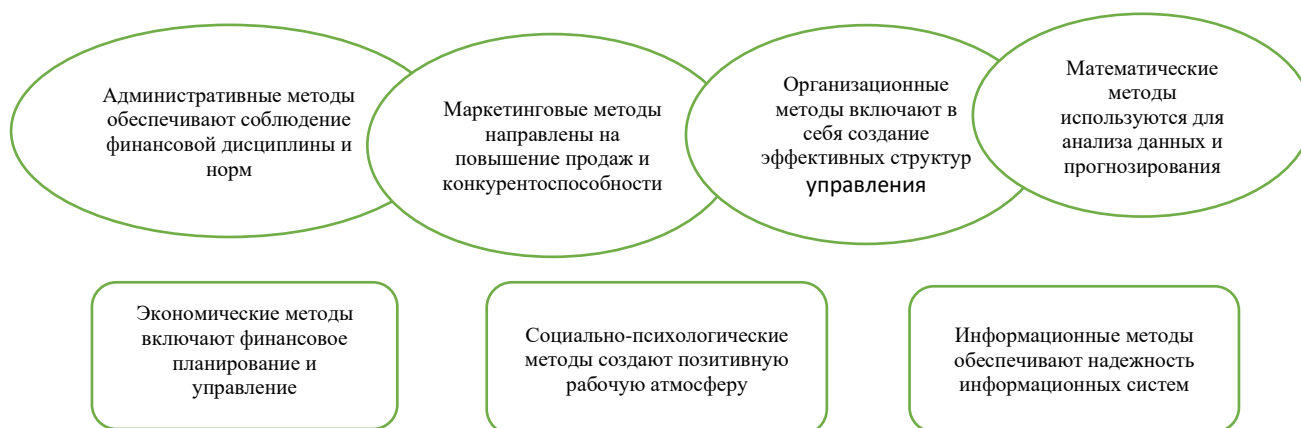 Административные методы
обеспечивают соблюдение
финансовой дисциплины и
норм
Маркетинговые методы
направлены на
повышение продаж и
конкурентоспособности
Организационные
методы включают в
себя создание
эффективных структур
управления
Математические
методы
используются для
анализа данных и
прогнозирования
Экономические методы
включают финансовое
планирование и
управление
Социально-психологические
методы создают позитивную
рабочую атмосферу
Информационные методы
обеспечивают надежность
информационных систем